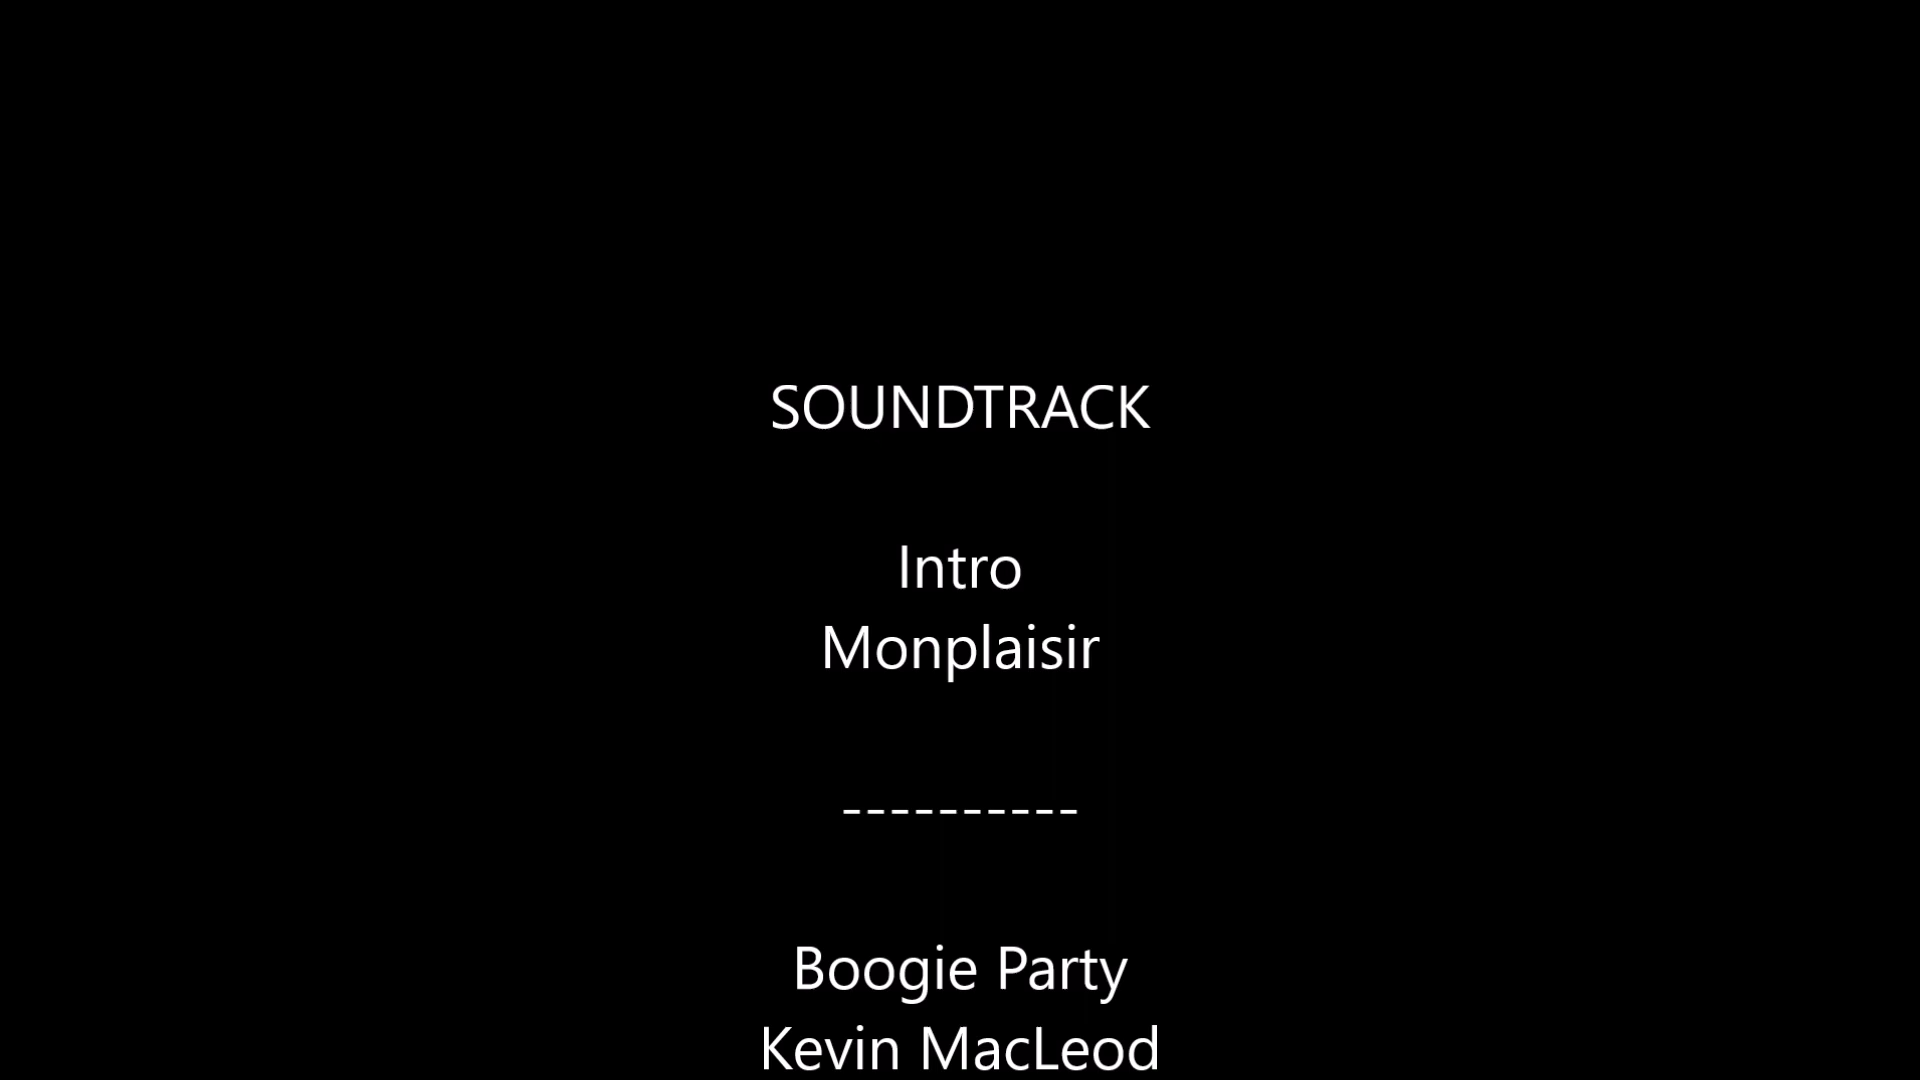 SOUNDTRACK
Intro
Monplaisir
----------
Boogie Party
Kevin MacLeod